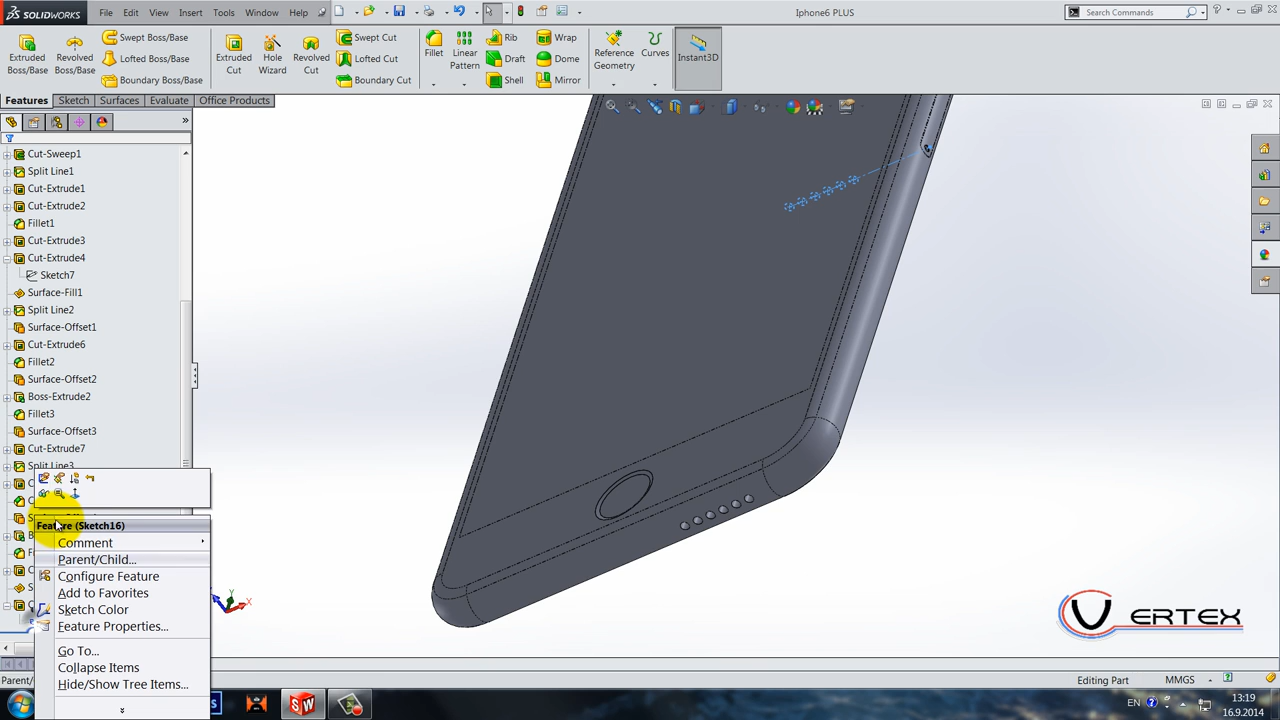 SOLIDWORKS
File Edit View Insert Tools Window Help
Iphone6 PLUS
Search Commands
Extruded Boss/Base
Revolved Boss/Base
Swept Boss/Base
Lofted Boss/Base
Boundary Boss/Base
Extruded Cut
Hole Wizard
Revolved Cut
Swept Cut
Lofted Cut
Boundary Cut
Fillet
Linear Pattern
Rib
Draft
Shell
Wrap
Dome
Mirror
Reference Geometry
Curves
Instant3D
Features Sketch Surfaces Evaluate Office Products
Cut-Sweep1
Split Line1
Cut-Extrude1
Cut-Extrude2
Fillet1
Cut-Extrude3
Cut-Extrude4
Sketch7
Surface-Fill1
Split Line2
Surface-Offset1
Cut-Extrude6
Fillet2
Surface-Offset2
Boss-Extrude2
Fillet3
Surface-Offset3
Cut-Extrude7
Split Line3
Feature (Sketch16)
Comment
Parent/Child...
Configure Feature
Add to Favorites
Sketch Color
Feature Properties...
Go To...
Collapse Items
Hide/Show Tree Items...
Y
X
VERTEX
Parent/
Editing Part
MMGS
EN
13:19
16.9.2014